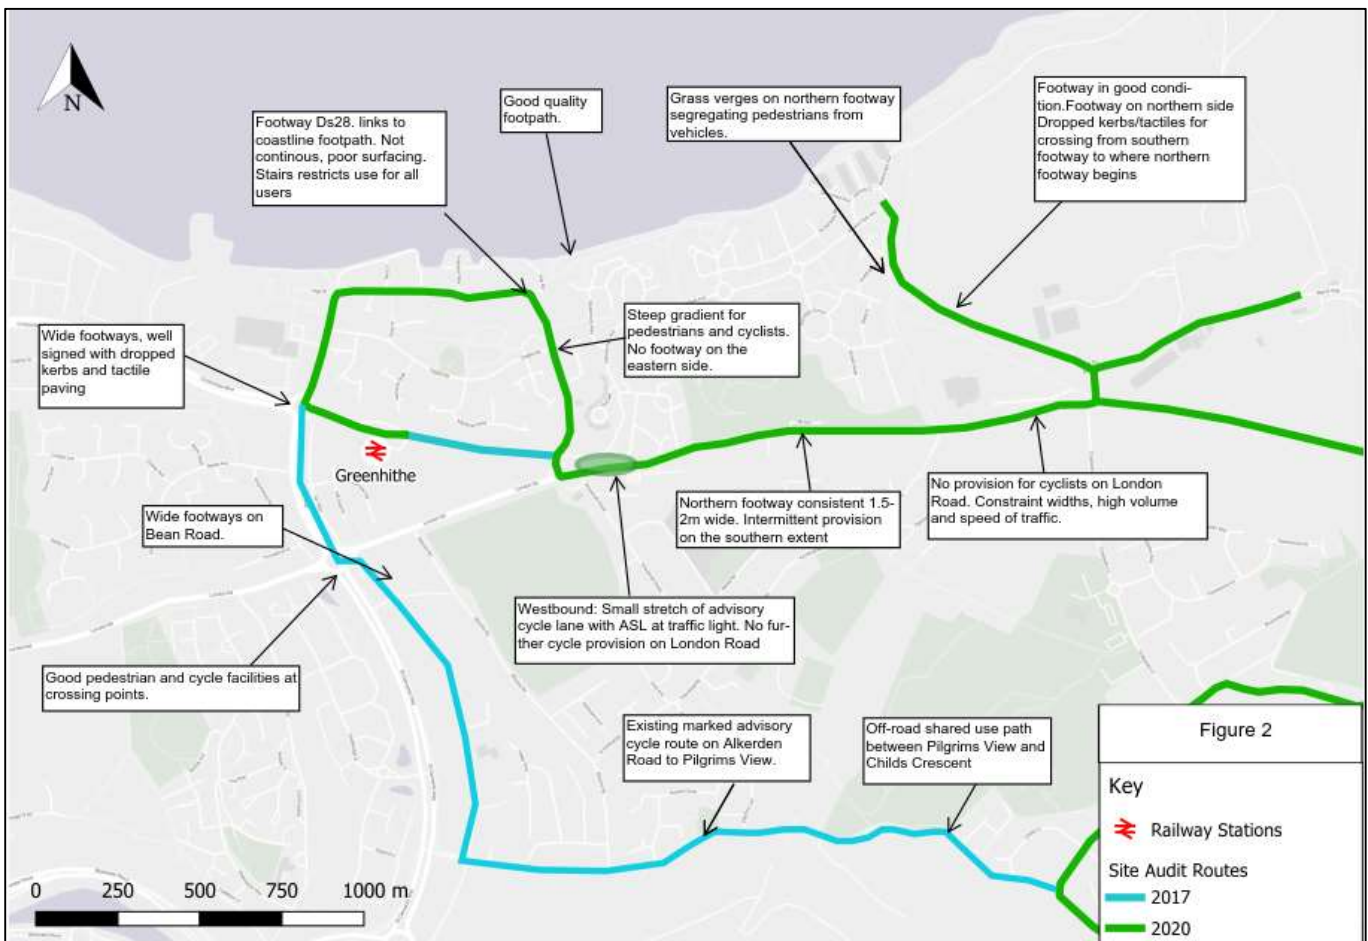 N
Footway Ds28. links to
coastline footpath. Not
continous, poor surfacing.
Stairs restricts use for all
users
Good quality
footpath.
Grass verges on northern footway
segregating pedestrians from
vehicles.
Footway in good condi-
tion.Footway on northern side
Dropped kerbs/tactiles for
crossing from southern
footway to where northern
footway begins
Wide footways, well
signed with dropped
kerbs and tactile
paving
Steep gradient for
pedestrians and cyclists.
No footway on the
eastern side.
Greenhithe
Wide footways on
Bean Road.
Northern footway consistent 1.5-
2m wide. Intermittent provision
on the southern extent
No provision for cyclists on London
Road. Constraint widths, high volume
and speed of traffic.
Westbound: Small stretch of advisory
cycle lane with ASL at traffic light. No fur-
ther cycle provision on London Road
Good pedestrian and cycle facilities at
crossing points.
Existing marked advisory
cycle route on Alkerden
Road to Pilgrims View.
Off-road shared use path
between Pilgrims View and
Childs Crescent
Figure 2
Key
Railway Stations
Site Audit Routes
2017
2020
0 250 500 750 1000 m